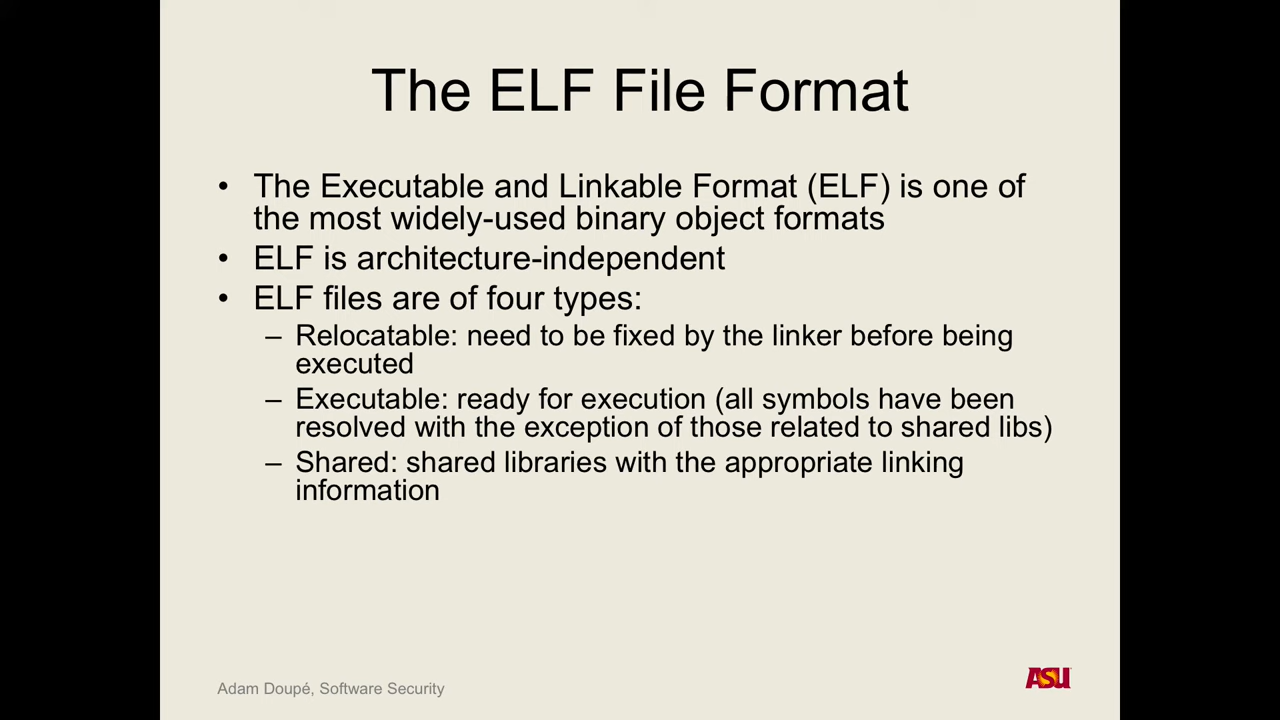 The ELF File Format
• The Executable and Linkable Format (ELF) is one of
the most widely-used binary object formats
• ELF is architecture-independent
• ELF files are of four types:
– Relocatable: need to be fixed by the linker before being
executed
– Executable: ready for execution (all symbols have been
resolved with the exception of those related to shared libs)
– Shared: shared libraries with the appropriate linking
information
Adam Doupé, Software Security
ASU